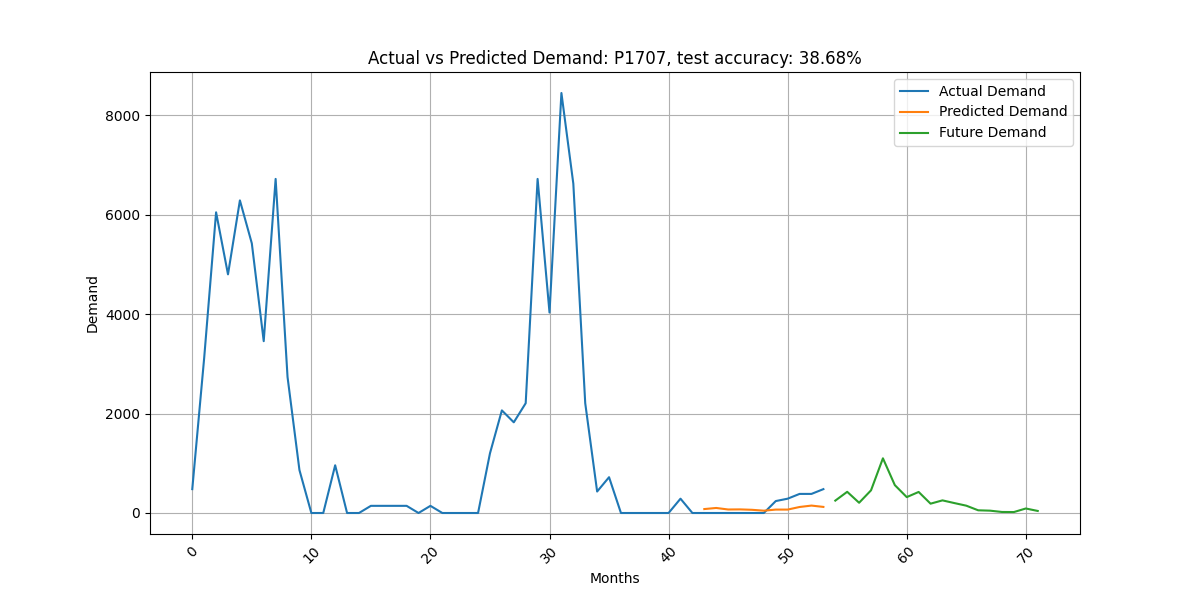 Actual vs Predicted Demand: P1707, test accuracy: 38.68%
Actual Demand
Predicted Demand
Future Demand
8000
6000
4000
2000
0
Demand
0 10 20 30 40 50 60 70
Months